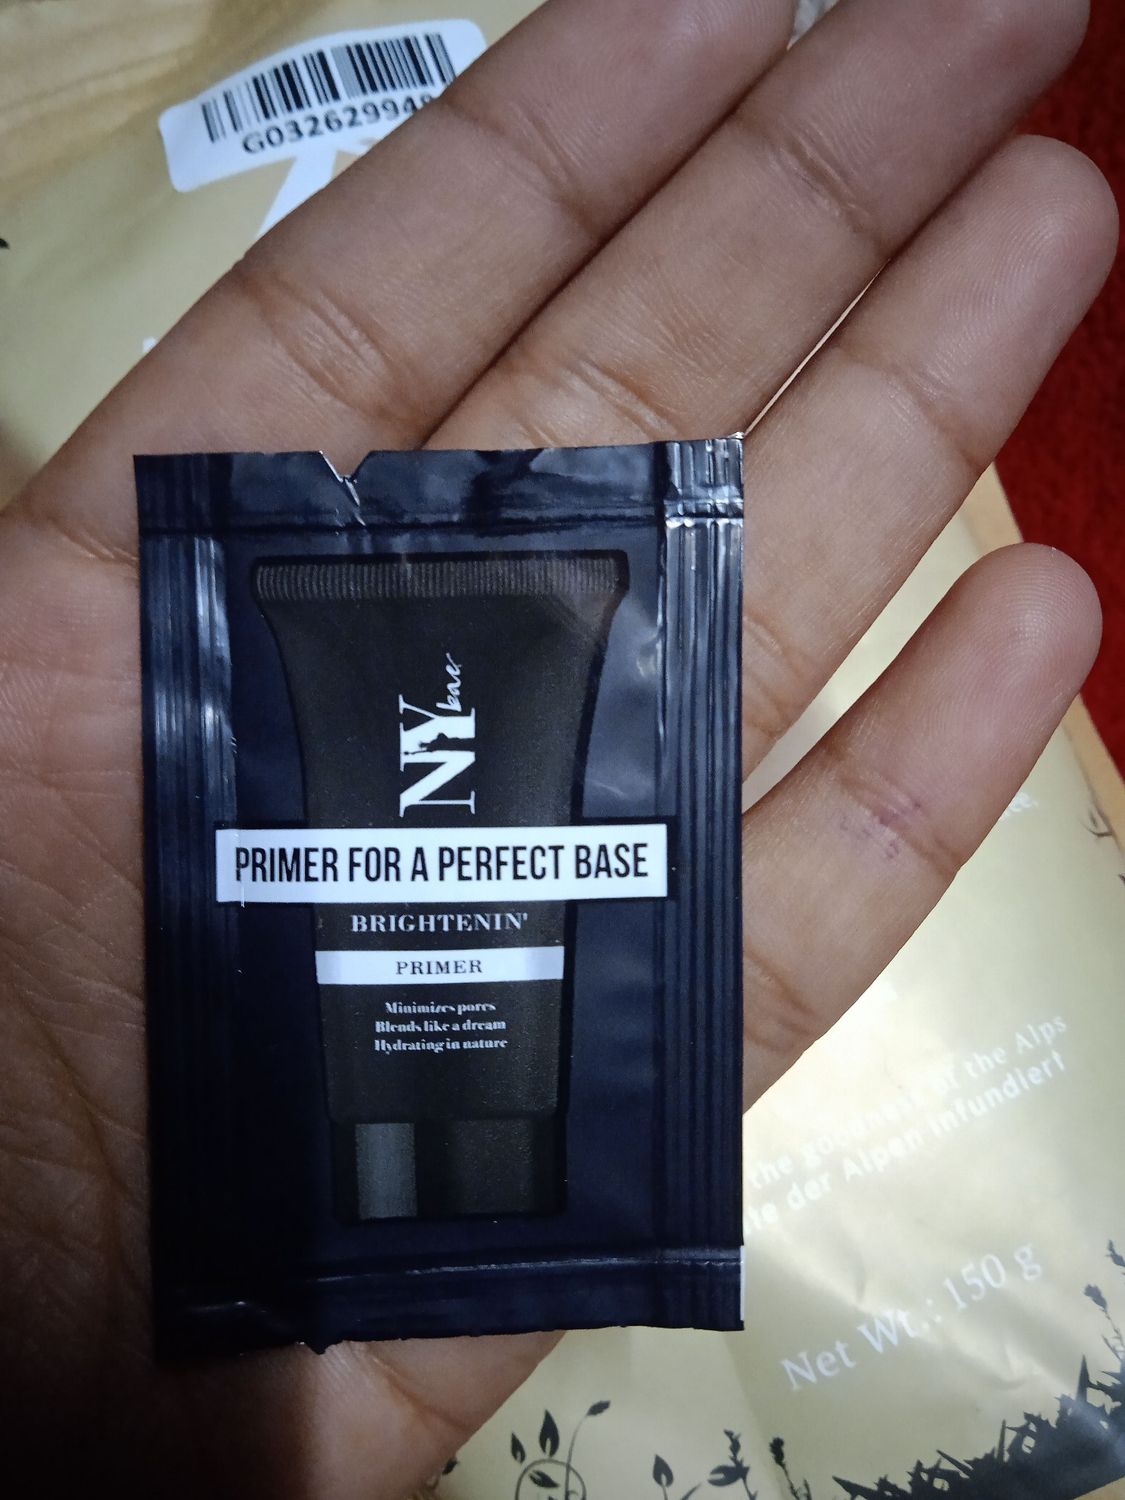 G03262994
NY bae
PRIMER FOR A PERFECT BASE
BRIGHTENIN'
PRIMER
Minimizes pores
Blends like a dream
Hydrating in nature
the goodness of the Alps
der Alpen infundiert
Net Wt.: 150 g